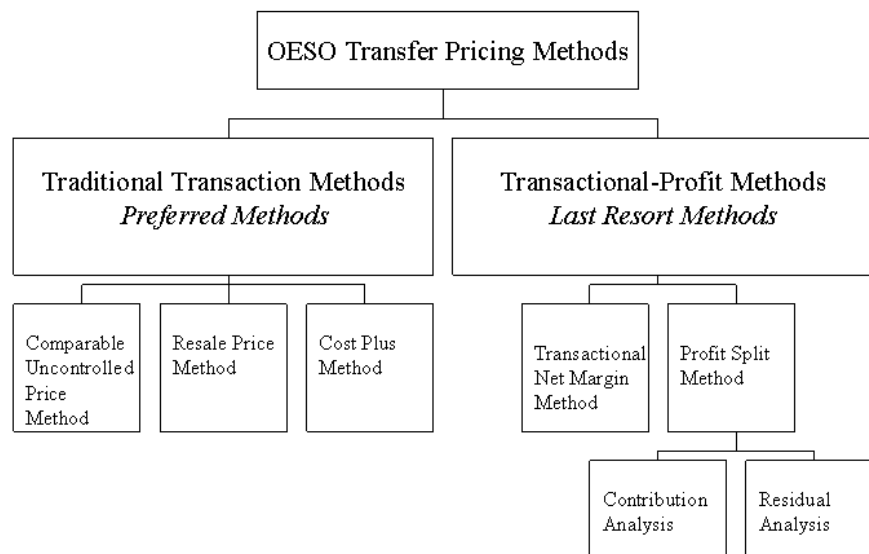 OESO Transfer Pricing Methods
Traditional Transaction Methods
Preferred Methods
Transactional-Profit Methods
Last Resort Methods
Comparable
Uncontrolled
Price
Method
Resale Price
Method
Cost Plus
Method
Transactional
Net Margin
Method
Profit Split
Method
Contribution
Analysis
Residual
Analysis